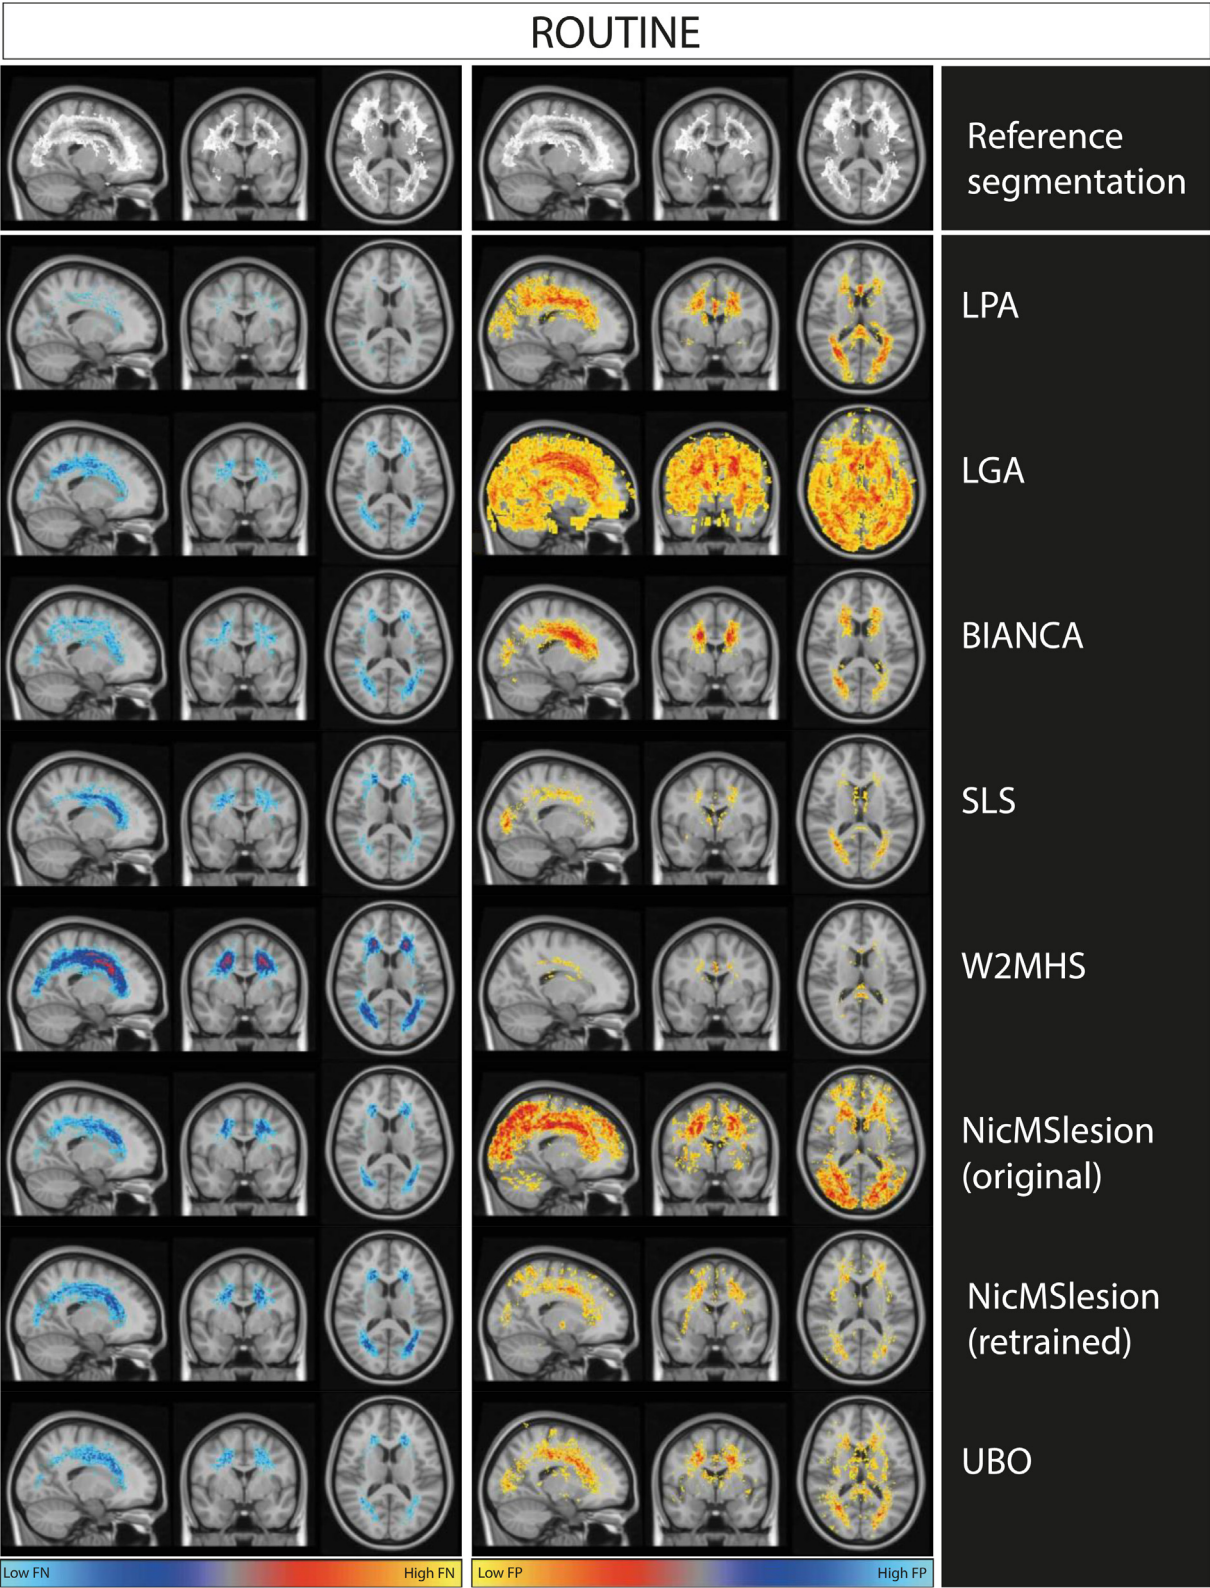 ROUTINE
Reference
segmentation
LPA
LGA
BIANCA
SLS
W2MHS
NicMSlesion
(original)
NicMSlesion
(retrained)
UBO
Low FN High FN Low FP High FP